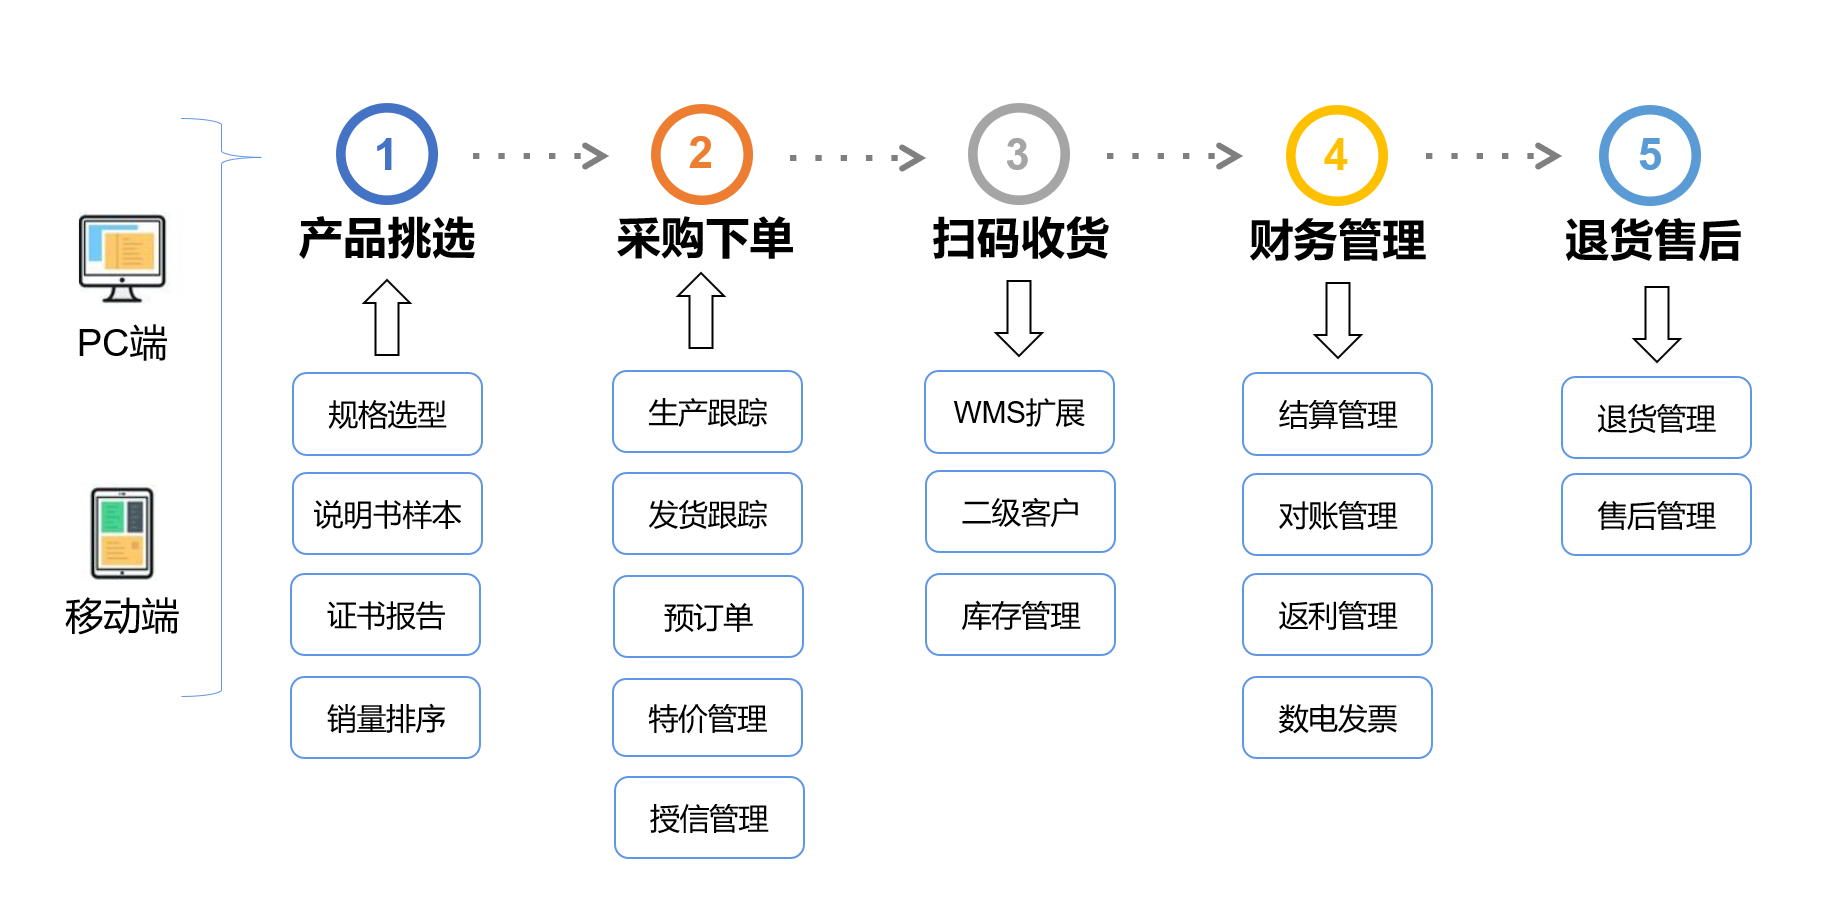 1
2
3
4
5
产品挑选
采购下单
扫码收货
财务管理
退货售后
PC端
移动端
规格选型
说明书样本
证书报告
销量排序
生产跟踪
发货跟踪
预订单
特价管理
授信管理
WMS扩展
二级客户
库存管理
结算管理
对账管理
返利管理
数电发票
退货管理
售后管理